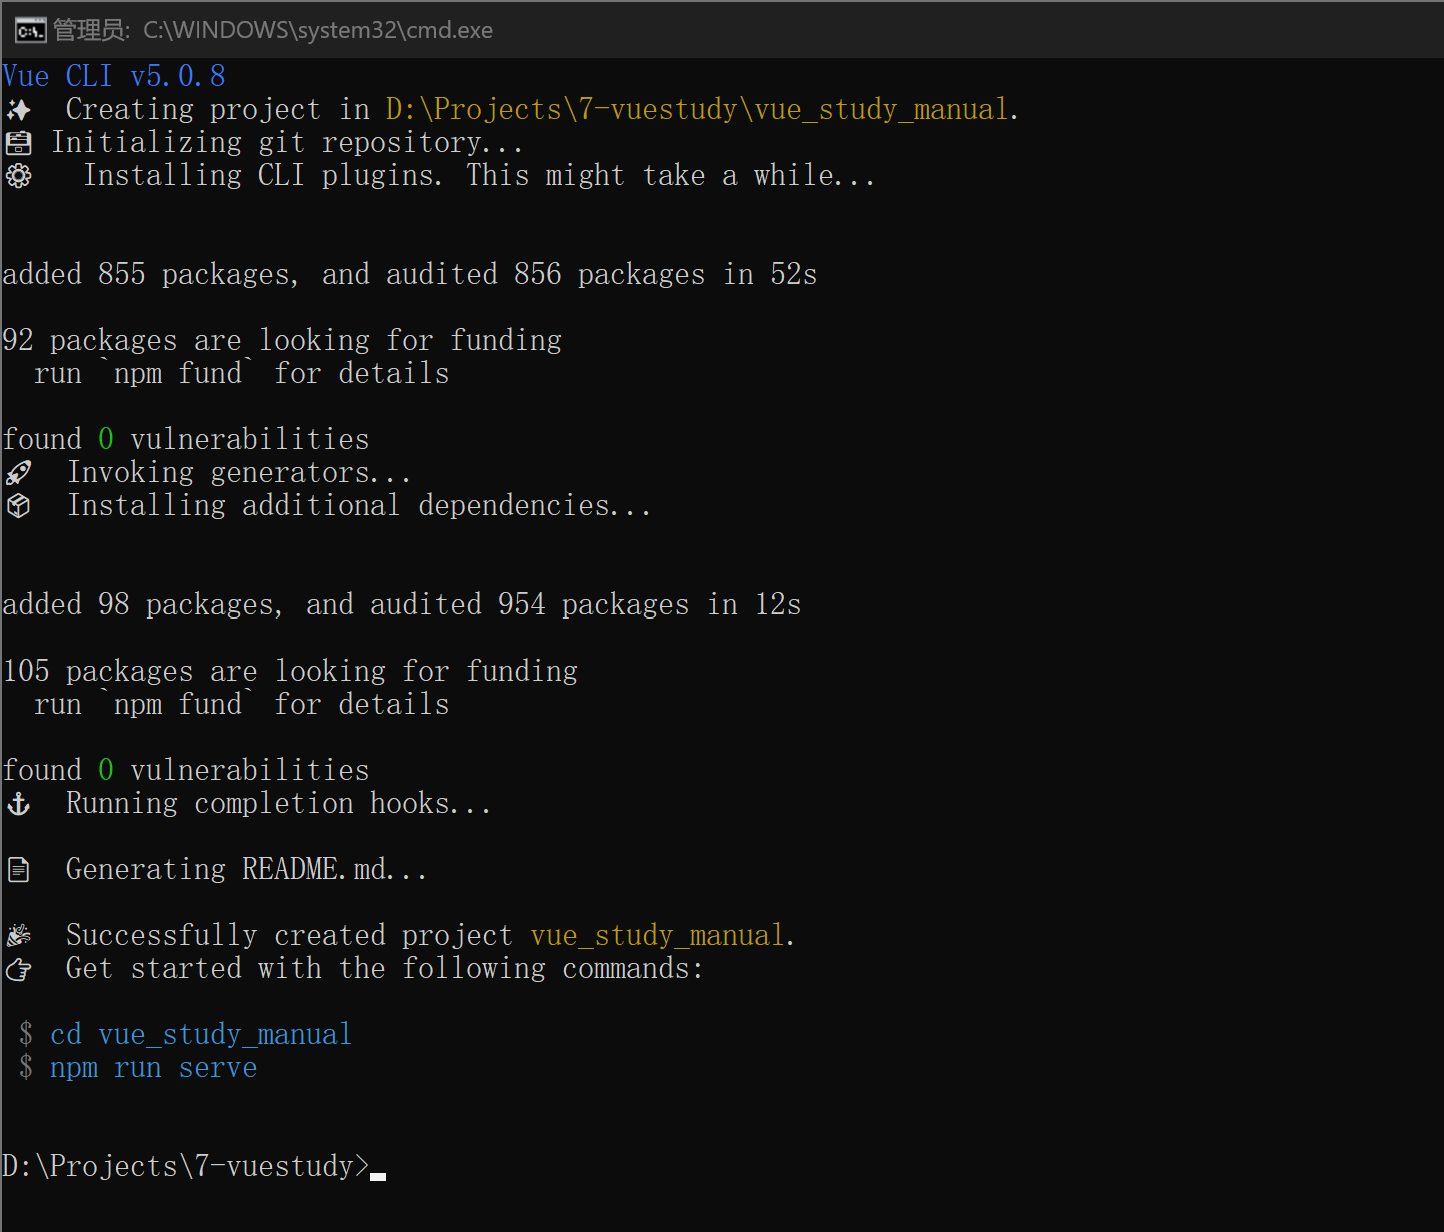 管理员: C:\WINDOWS\system32\cmd.exe
Vue CLI v5.0.8
Creating project in D:\Projects\7-vuestudy\vue_study_manual.
Initializing git repository...
Installing CLI plugins. This might take a while...
added 855 packages, and audited 856 packages in 52s
92 packages are looking for funding
run `npm fund` for details
found 0 vulnerabilities
Invoking generators...
Installing additional dependencies...
added 98 packages, and audited 954 packages in 12s
105 packages are looking for funding
run `npm fund` for details
found 0 vulnerabilities
Running completion hooks...
Generating README.md...
Successfully created project vue_study_manual.
Get started with the following commands:
$ cd vue_study_manual
$ npm run serve
D:\Projects\7-vuestudy>